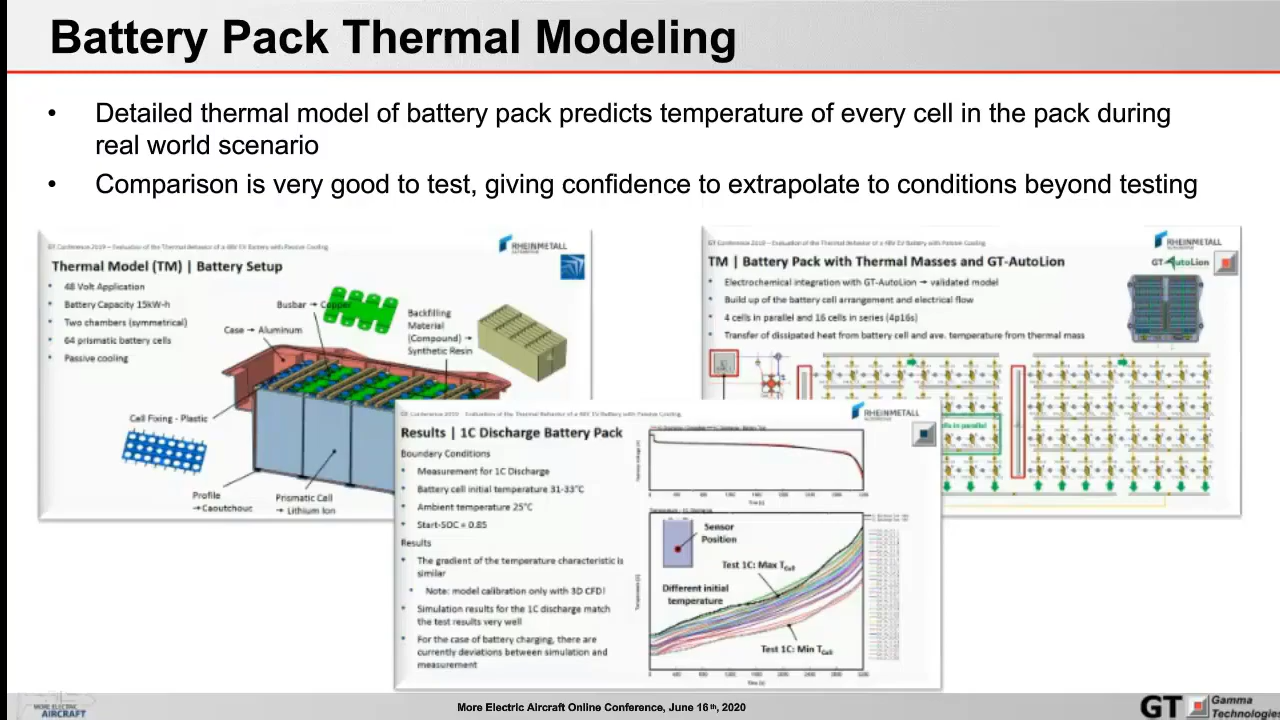 Battery Pack Thermal Modeling
• Detailed thermal model of battery pack predicts temperature of every cell in the pack during
real world scenario
• Comparison is very good to test, giving confidence to extrapolate to conditions beyond testing
GT Conference 2019 – Evaluation of the Thermal Behavior of a 48V EV Battery with Passive Cooling
RHEINMETALL
AUTOMOTIVE
Thermal Model (TM) | Battery Setup
• 48 Volt Application
• Battery Capacity 15kW-h
• Two chambers (symmetrical)
• 64 prismatic battery cells
• Passive cooling
Busbar → Copper
Case → Aluminum
Backfilling
Material
(Compound) →
Synthetic Resin
Cell Fixing - Plastic
Profile
→Caoutchouc
Prismatic Cell
→ Lithium Ion
GT Conference 2019 – Evaluation of the Thermal Behavior of a 48V EV Battery with Passive Cooling
RHEINMETALL
AUTOMOTIVE
TM | Battery Pack with Thermal Masses and GT-AutoLion
GT-AutoLion
• Electrochemical integration with GT-AutoLion → validated model
• Build up of the battery cell arrangement and electrical flow
• 4 cells in parallel and 16 cells in series (4p16s)
• Transfer of dissipated heat from battery cell and ave. temperature from thermal mass
in parallel
GT Conference 2019 – Evaluation of the Thermal Behavior of a 48V EV Battery with Passive Cooling
RHEINMETALL
AUTOMOTIVE
Results | 1C Discharge Battery Pack
Boundary Conditions
• Measurement for 1C Discharge
• Battery cell initial temperature 31-33°C
• Ambient temperature 25°C
• Start-SOC = 0.85
Results
• The gradient of the temperature characteristic is
similar
• Note: model calibration only with 3D CFD!
• Simulation results for the 1C discharge match
the test results very well
• For the case of battery charging, there are
currently deviations between simulation and
measurement
Time [s]
Temperature - 1C Discharge
Sensor
Position
Test 1C: Max TCell
Different initial
temperature
Test 1C: Min TCell
Time [s]
MORE ELECTRIC
AIRCRAFT
More Electric Aircraft Online Conference, June 16th, 2020
GT
Gamma
Technologies